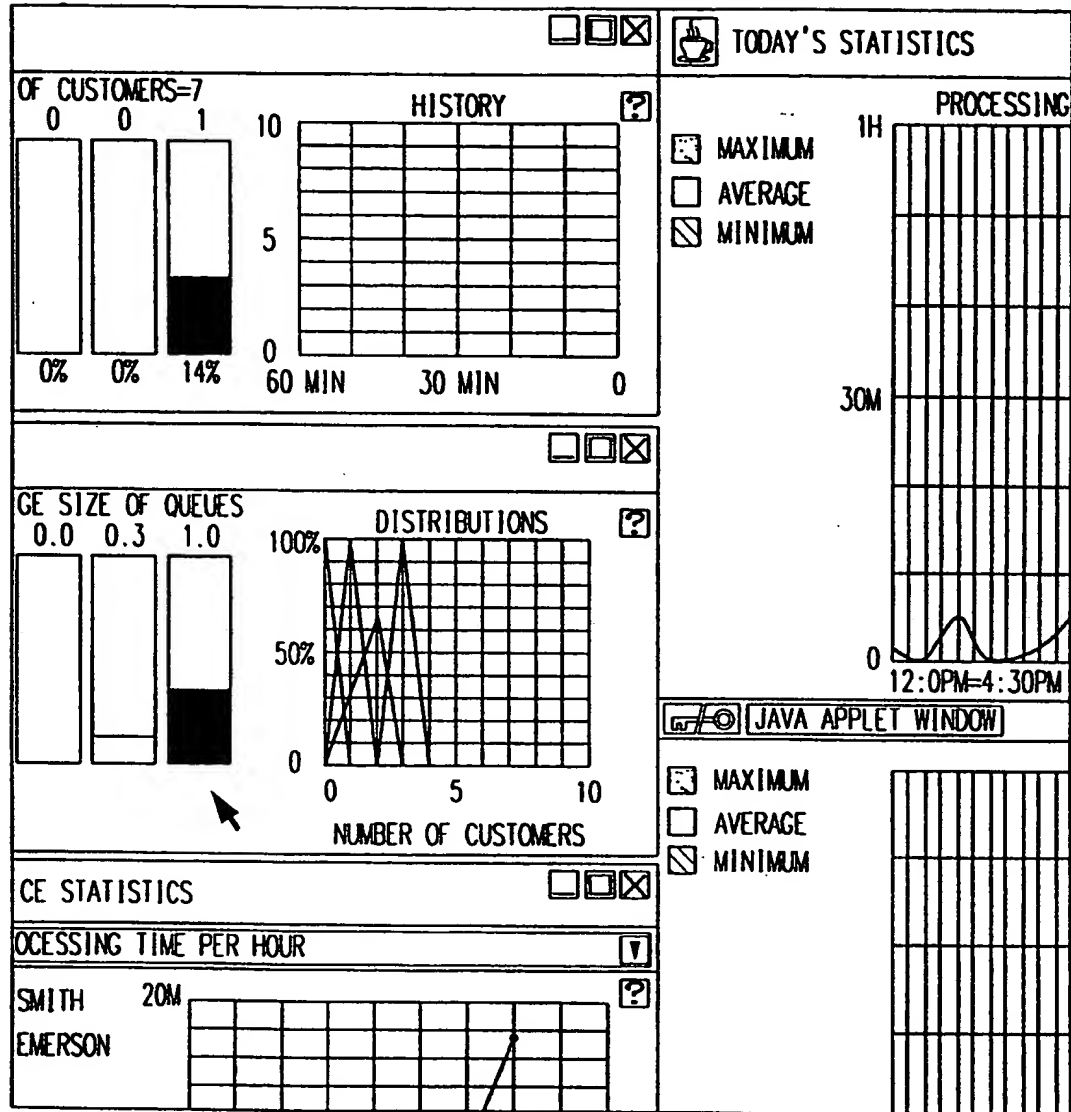 OF CUSTOMERS=7
0 0 1
HISTORY
?
10
5
0
0% 0% 14%
60 MIN 30 MIN 0
GE SIZE OF QUEUES
0.0 0.3 1.0
DISTRIBUTIONS
?
100%
50%
0
0 5 10
NUMBER OF CUSTOMERS
CE STATISTICS
OCESSING TIME PER HOUR
?
SMITH
EMERSON
20M
TODAY'S STATISTICS
PROCESSING
MAXIMUM
AVERAGE
MINIMUM
1H
30M
0
12:0PM=4:30PM
JAVA APPLET WINDOW
MAXIMUM
AVERAGE
MINIMUM